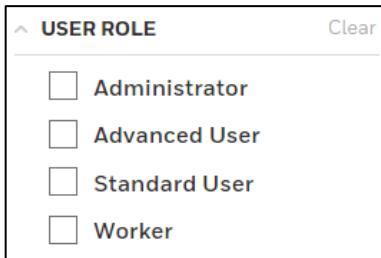 USER ROLE Clear
Administrator
Advanced User
Standard User
Worker